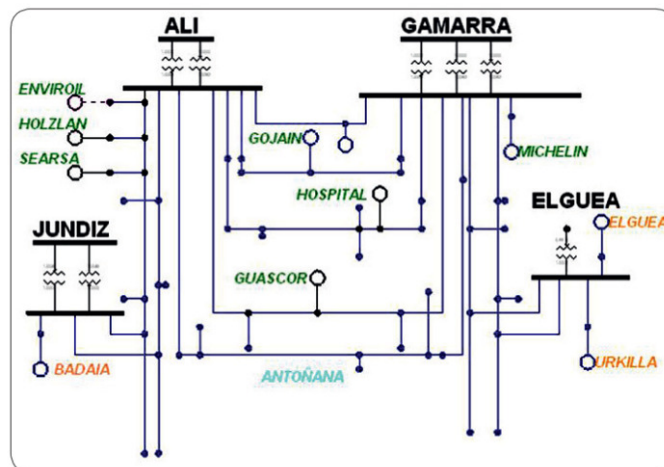 ALI
GAMARRA
ENVIROIL
HOLZLAN
SEARSA
GOJAIN
MICHELIN
HOSPITAL
ELGUEA
ELGUEA
JUNDIZ
GUASCOR
BADAIA
ANTOÑANA
URKILLA